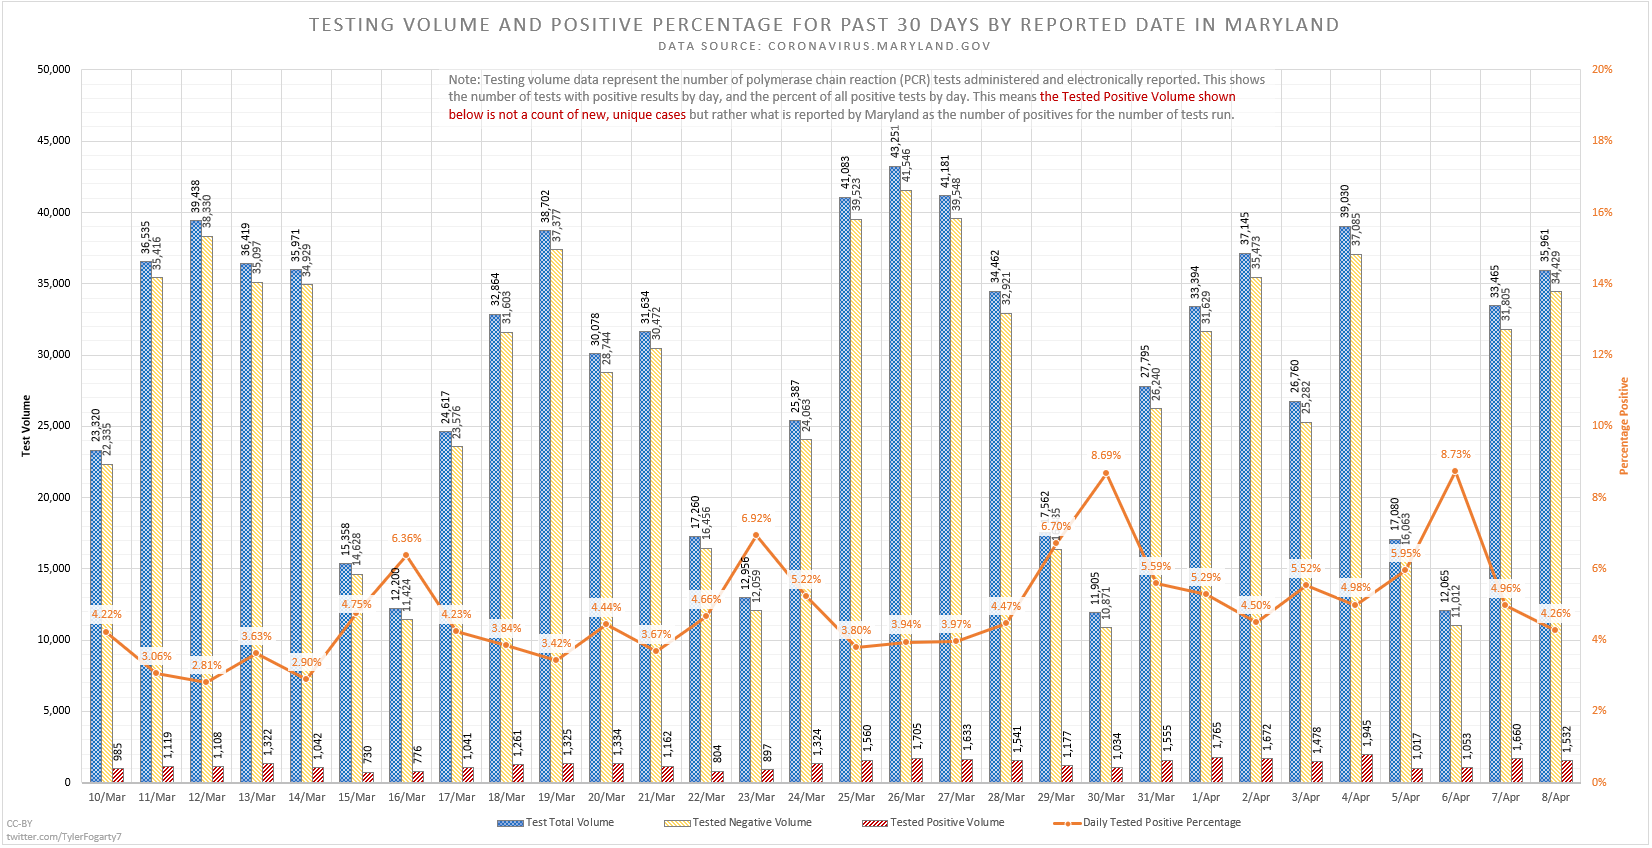 TESTING VOLUME AND POSITIVE PERCENTAGE FOR PAST 30 DAYS BY REPORTED DATE IN MARYLAND
DATA SOURCE: CORONAVIRUS.MARYLAND.GOV
Note: Testing volume data represent the number of polymerase chain reaction (PCR) tests administered and electronically reported. This shows
the number of tests with positive results by day, and the percent of all positive tests by day. This means the Tested Positive Volume shown
below is not a count of new, unique cases but rather what is reported by Maryland as the number of positives for the number of tests run.
Test Volume
50,000
45,000
40,000
35,000
30,000
25,000
20,000
15,000
10,000
5,000
0
23,320 36,535 39,438 36,419 35,971 15,358 12,200 24,617 32,864 38,702 30,078 31,634 17,260 12,956 25,387 41,083 43,251 41,181 34,462 7,562 11,905 27,795 33,394 37,145 26,760 39,030 17,080 12,065 33,465 35,961
22,335 35,416 38,330 35,097 34,929 14,628 11,424 23,576 31,603 37,377 28,744 30,472 16,456 12,059 24,063 39,523 41,546 39,548 32,921 10,871 26,240 31,629 35,473 25,282 37,085 16,063 11,012 31,805 34,429
4.22% 3.06% 2.81% 3.63% 2.90% 4.75% 6.36% 4.23% 3.84% 3.42% 4.44% 3.67% 4.66% 6.92% 5.22% 3.80% 3.94% 3.97% 4.47% 6.70% 8.69% 5.59% 5.29% 4.50% 5.52% 4.98% 5.95% 8.73% 4.96% 4.26%
985 1,119 1,108 1,322 1,042 730 776 1,041 1,261 1,325 1,334 1,162 804 897 1,324 1,560 1,705 1,633 1,541 1,177 1,034 1,555 1,765 1,672 1,478 1,945 1,017 1,053 1,660 1,532
10/Mar 11/Mar 12/Mar 13/Mar 14/Mar 15/Mar 16/Mar 17/Mar 18/Mar 19/Mar 20/Mar 21/Mar 22/Mar 23/Mar 24/Mar 25/Mar 26/Mar 27/Mar 28/Mar 29/Mar 30/Mar 31/Mar 1/Apr 2/Apr 3/Apr 4/Apr 5/Apr 6/Apr 7/Apr 8/Apr
20%
18%
16%
14%
12%
10%
8%
6%
4%
2%
0%
Percentage Positive
Test Total Volume Tested Negative Volume Tested Positive Volume Daily Tested Positive Percentage
CC-BY
twitter.com/TylerFogarty7